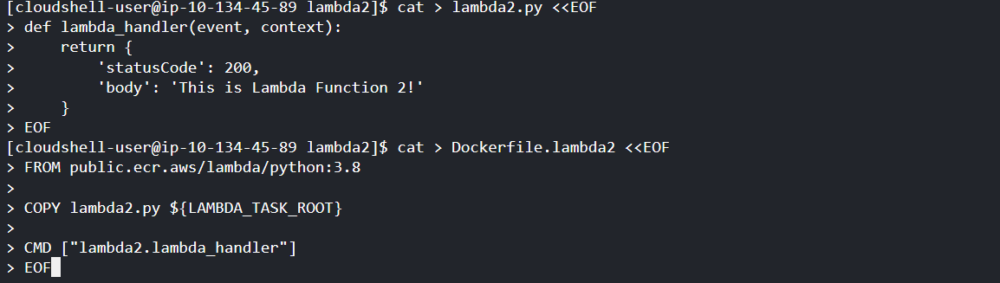 [cloudshell-user@ip-10-134-45-89 lambda2]$ cat > lambda2.py <<EOF
> def lambda_handler(event, context):
>     return {
>         'statusCode': 200,
>         'body': 'This is Lambda Function 2!'
>     }
> EOF
[cloudshell-user@ip-10-134-45-89 lambda2]$ cat > Dockerfile.lambda2 <<EOF
> FROM public.ecr.aws/lambda/python:3.8
>
> COPY lambda2.py ${LAMBDA_TASK_ROOT}
>
> CMD ["lambda2.lambda_handler"]
> EOF